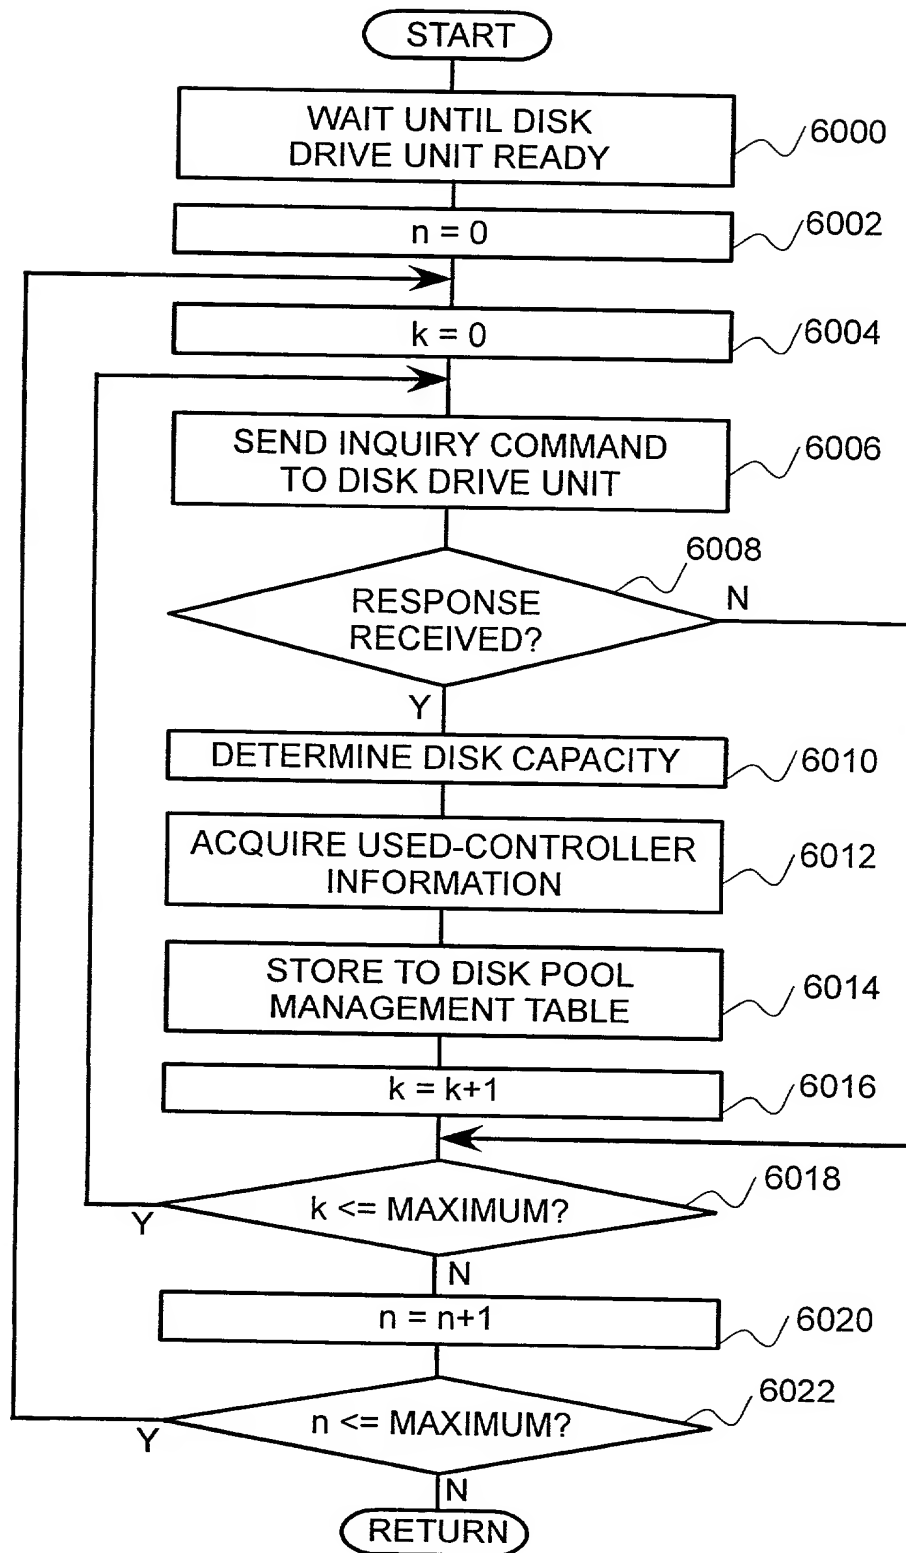 START
WAIT UNTIL DISK
DRIVE UNIT READY
6000
n = 0
6002
k = 0
6004
SEND INQUIRY COMMAND
TO DISK DRIVE UNIT
6006
6008
RESPONSE
RECEIVED?
N
Y
DETERMINE DISK CAPACITY
6010
ACQUIRE USED-CONTROLLER
INFORMATION
6012
STORE TO DISK POOL
MANAGEMENT TABLE
6014
k = k+1
6016
6018
k <= MAXIMUM?
Y
N
n = n+1
6020
6022
n <= MAXIMUM?
Y
N
RETURN